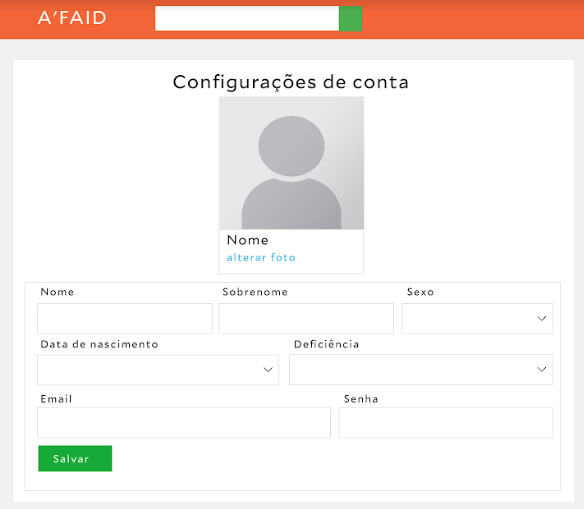 A'FAID
Configurações de conta
Nome
alterar foto
Nome Sobrenome Sexo
Data de nascimento Deficiência
Email Senha
Salvar